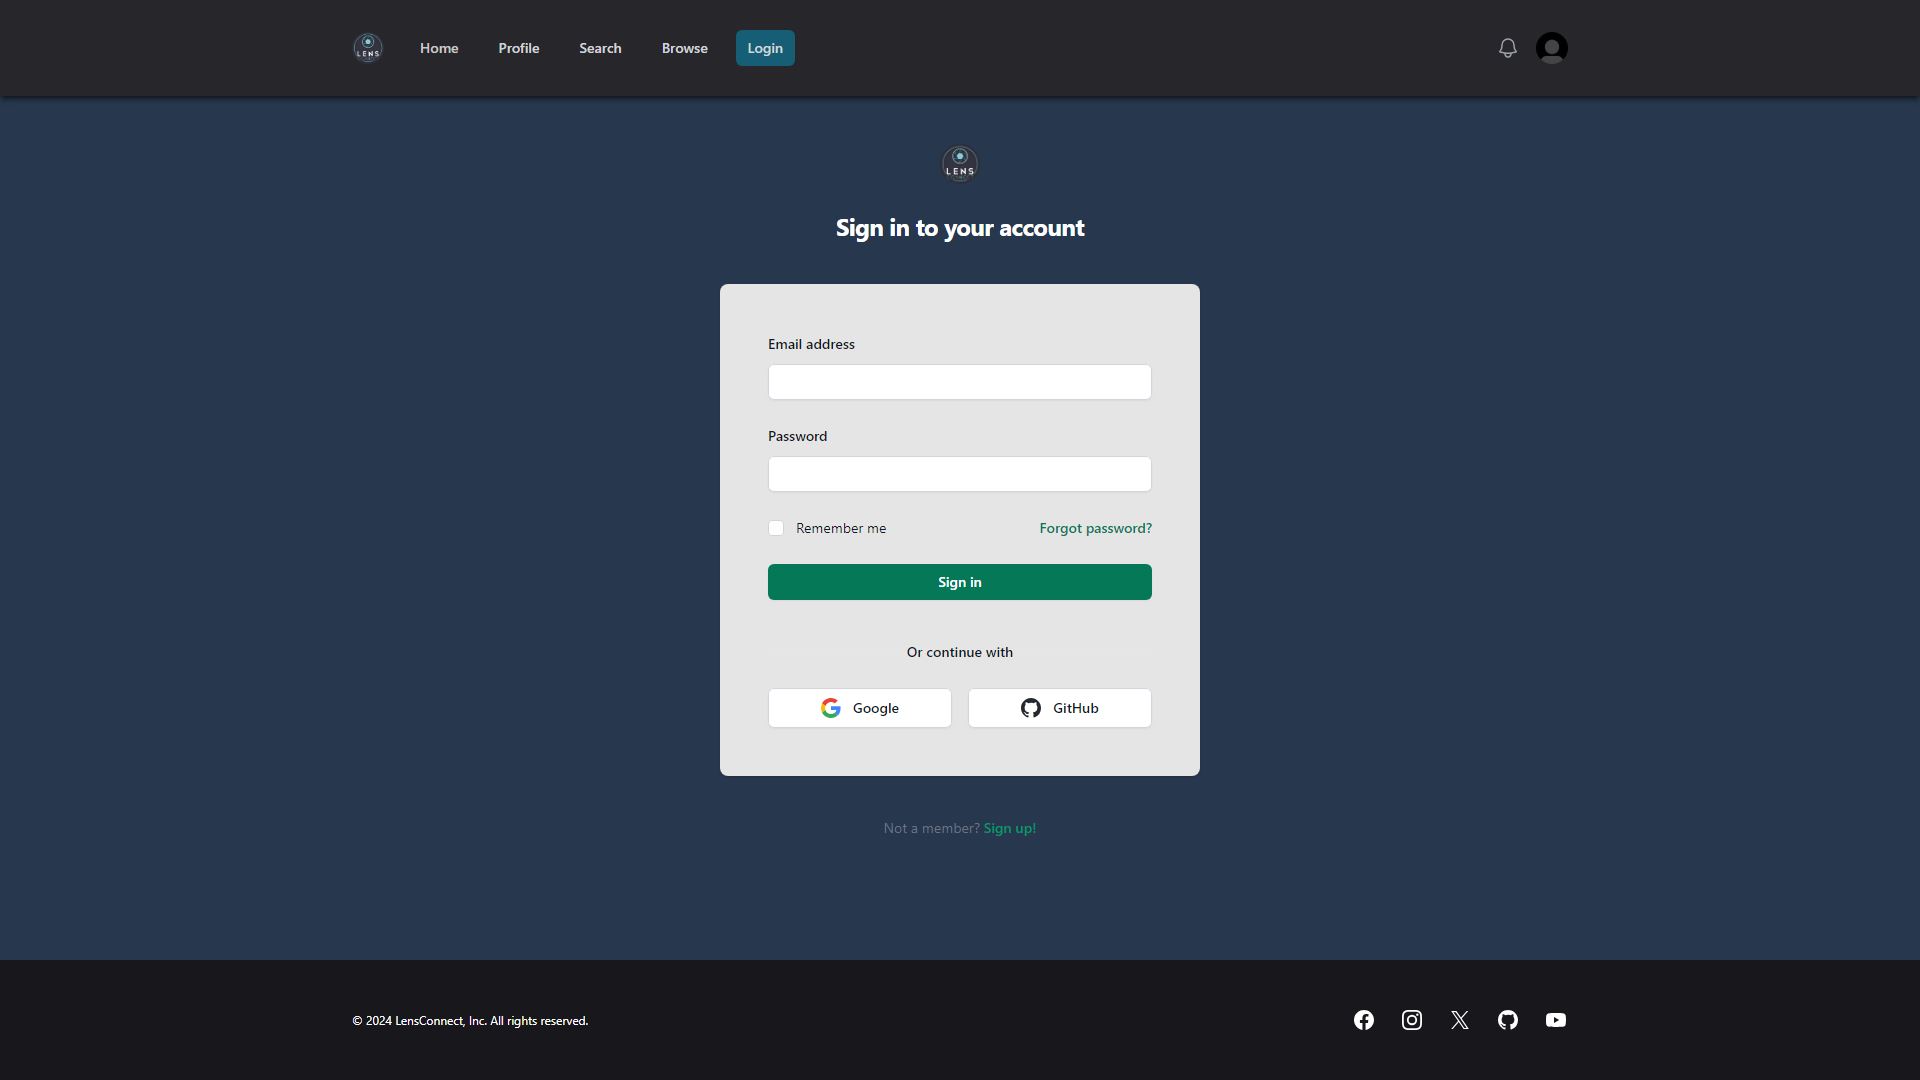 LENS
Home
Profile
Search
Browse
Login
LENS
Sign in to your account
Email address
Password
Remember me
Forgot password?
Sign in
Or continue with
Google
GitHub
Not a member? Sign up!
© 2024 LensConnect, Inc. All rights reserved.